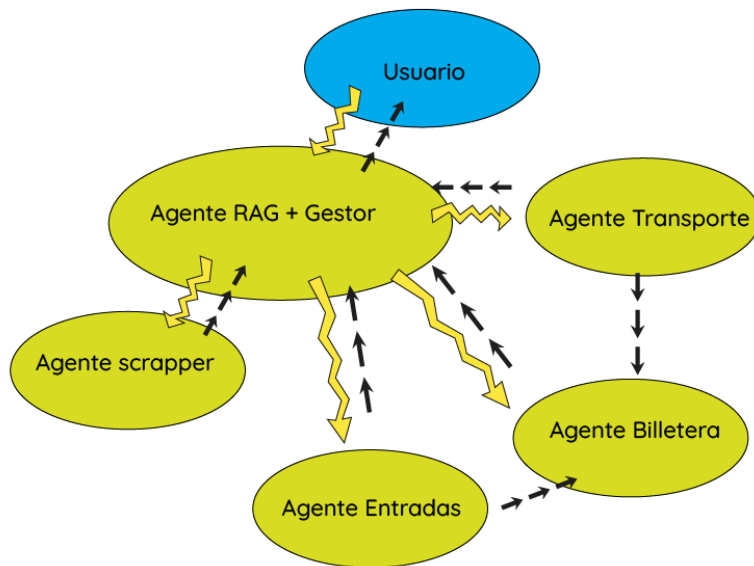 Usuario
Agente RAG + Gestor
Agente Transporte
Agente scrapper
Agente Billetera
Agente Entradas